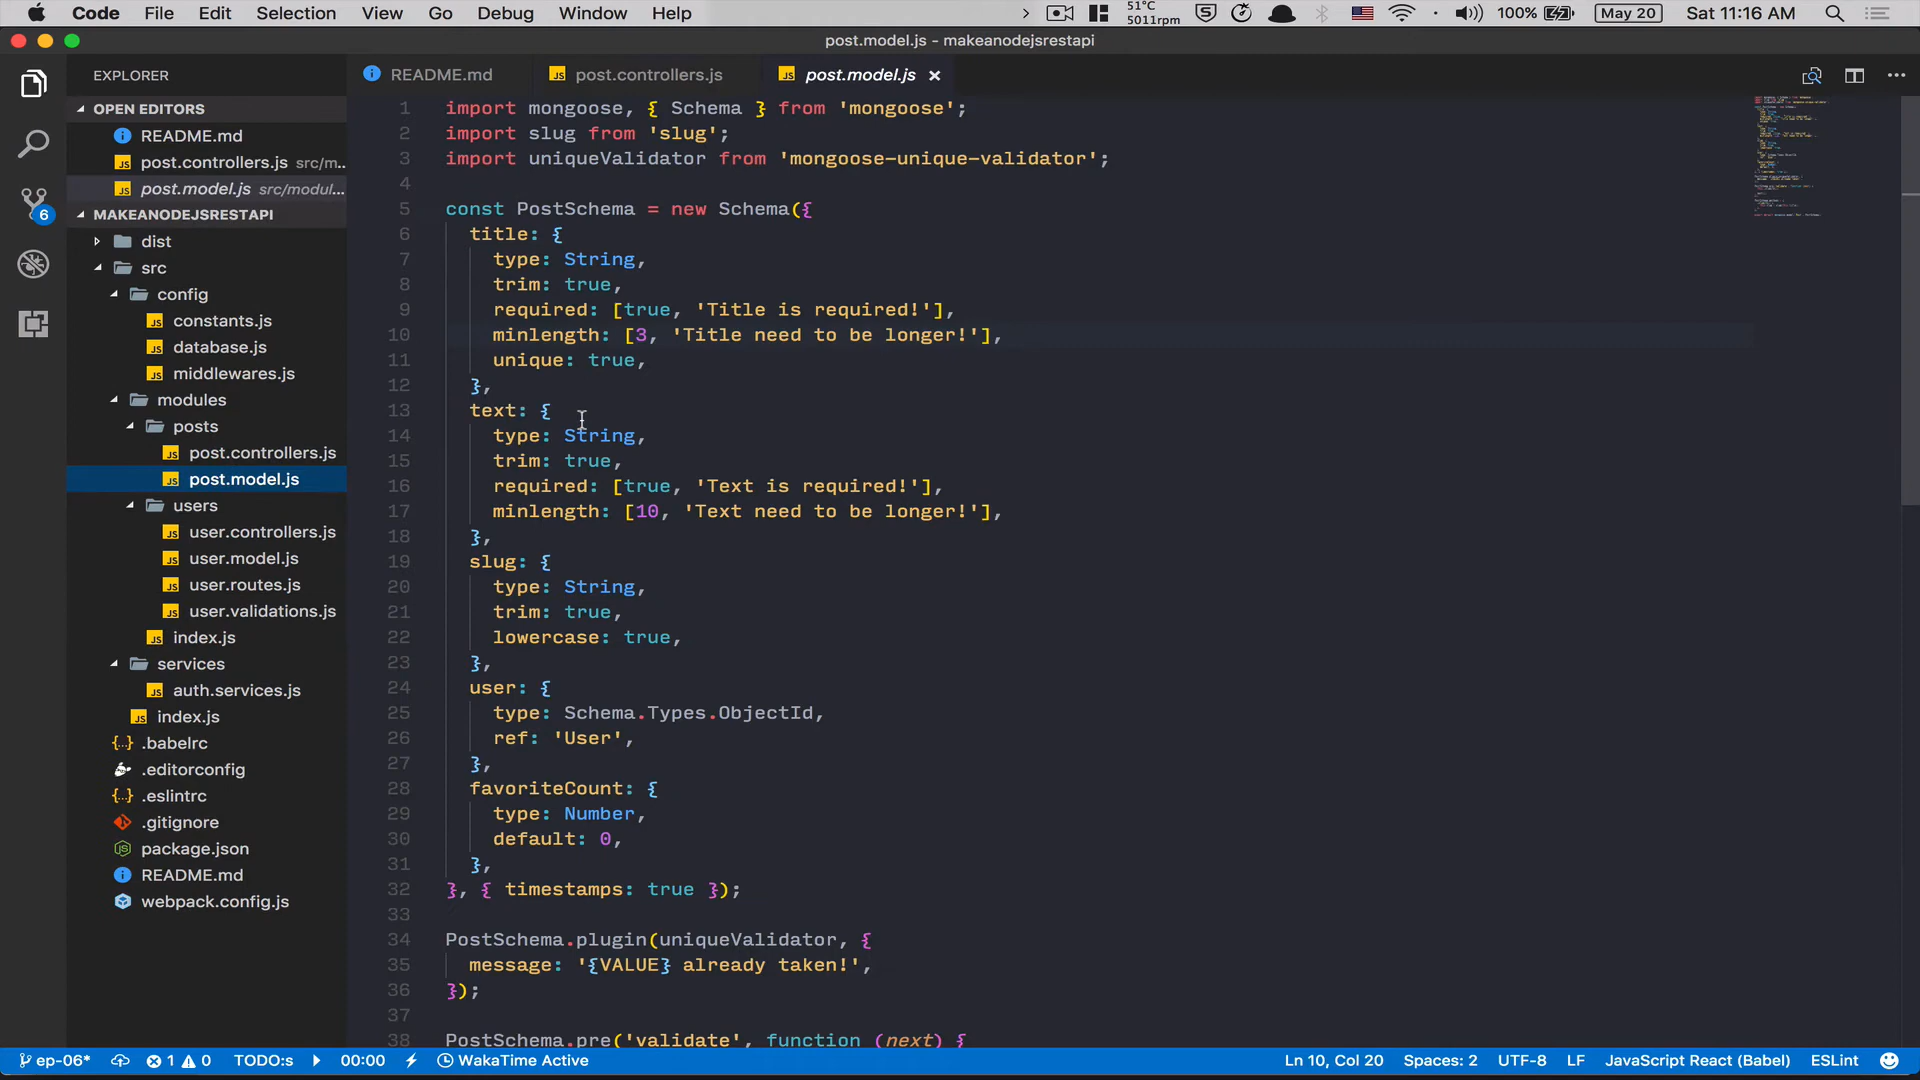 Code File Edit Selection View Go Debug Window Help 51°C 5011rpm 100% May 20 Sat 11:16 AM
post.model.js - makeanodejsrestapi
EXPLORER
README.md post.controllers.js post.model.js
OPEN EDITORS
README.md
post.controllers.js src/m...
post.model.js src/modul...
6
MAKEANODEJSRESTAPI
dist
src
config
constants.js
database.js
middlewares.js
modules
posts
post.controllers.js
post.model.js
users
user.controllers.js
user.model.js
user.routes.js
user.validations.js
index.js
services
auth.services.js
index.js
.babelrc
.editorconfig
.eslintrc
.gitignore
package.json
README.md
webpack.config.js
1 import mongoose, { Schema } from 'mongoose';
2 import slug from 'slug';
3 import uniqueValidator from 'mongoose-unique-validator';
4
5 const PostSchema = new Schema({
6 title: {
7 type: String,
8 trim: true,
9 required: [true, 'Title is required!'],
10 minlength: [3, 'Title need to be longer!'],
11 unique: true,
12 },
13 text: {
14 type: String,
15 trim: true,
16 required: [true, 'Text is required!'],
17 minlength: [10, 'Text need to be longer!'],
18 },
19 slug: {
20 type: String,
21 trim: true,
22 lowercase: true,
23 },
24 user: {
25 type: Schema.Types.ObjectId,
26 ref: 'User',
27 },
28 favoriteCount: {
29 type: Number,
30 default: 0,
31 },
32 }, { timestamps: true });
33
34 PostSchema.plugin(uniqueValidator, {
35 message: '{VALUE} already taken!',
36 });
37
38 PostSchema.pre('validate', function (next) {
ep-06* 1 0 TODO:s 00:00 WakaTime Active Ln 10, Col 20 Spaces: 2 UTF-8 LF JavaScript React (Babel) ESLint